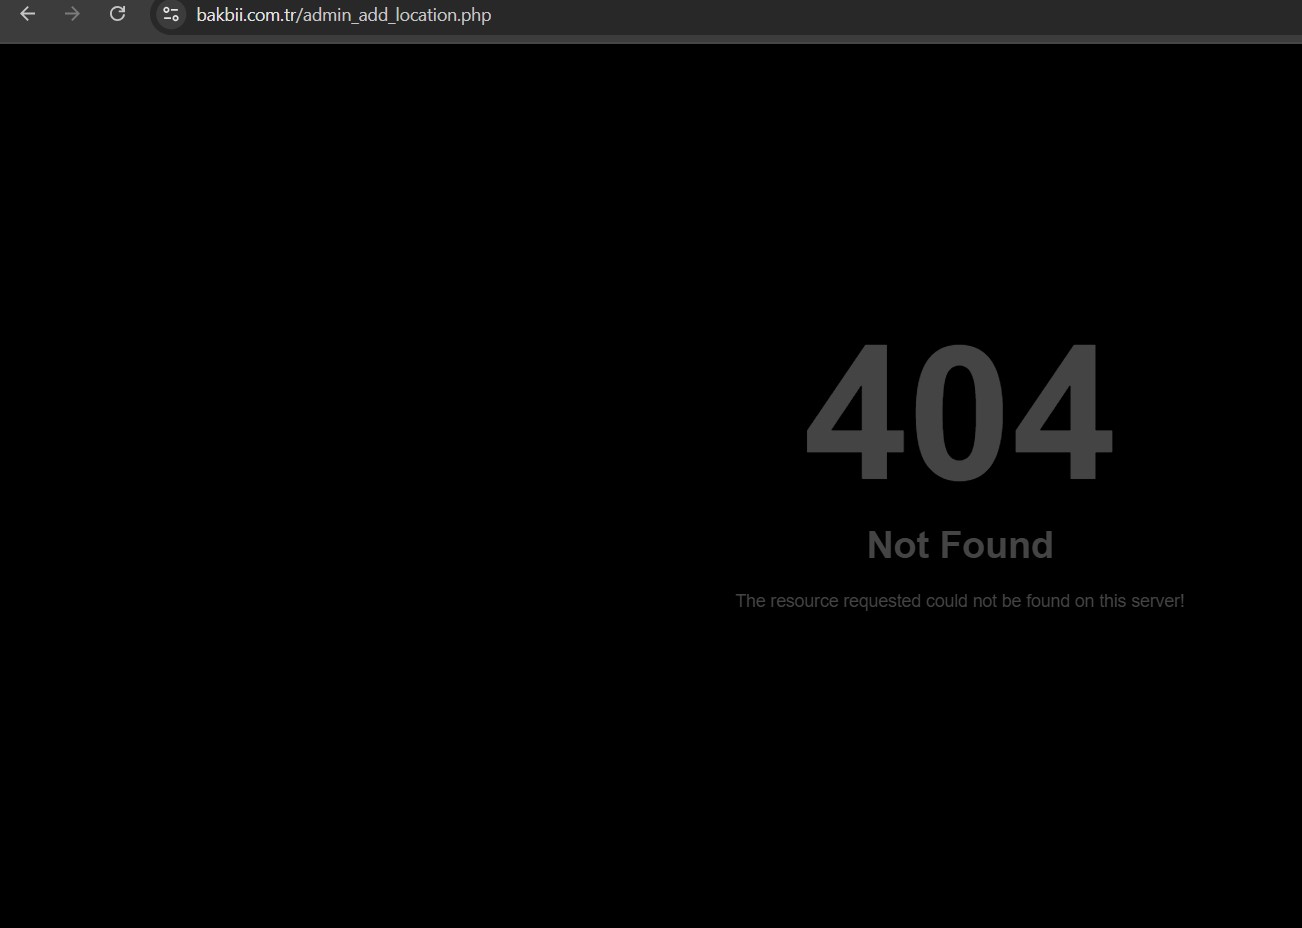 bakbii.com.tr/admin_add_location.php
404
Not Found
The resource requested could not be found on this server!